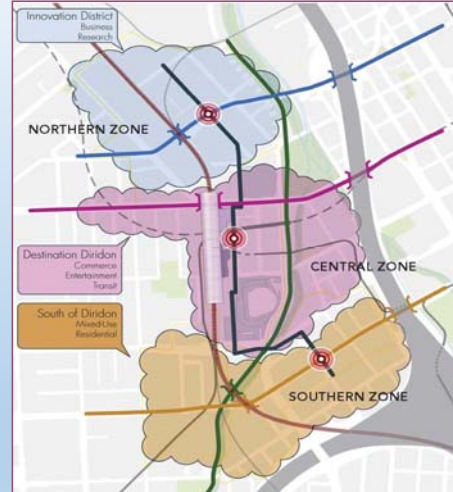 Innovation District
Business
Research
NORTHERN ZONE
Destination Diridon
Commerce
Entertainment
Transit
CENTRAL ZONE
South of Diridon
Mixed-Use
Residential
SOUTHERN ZONE